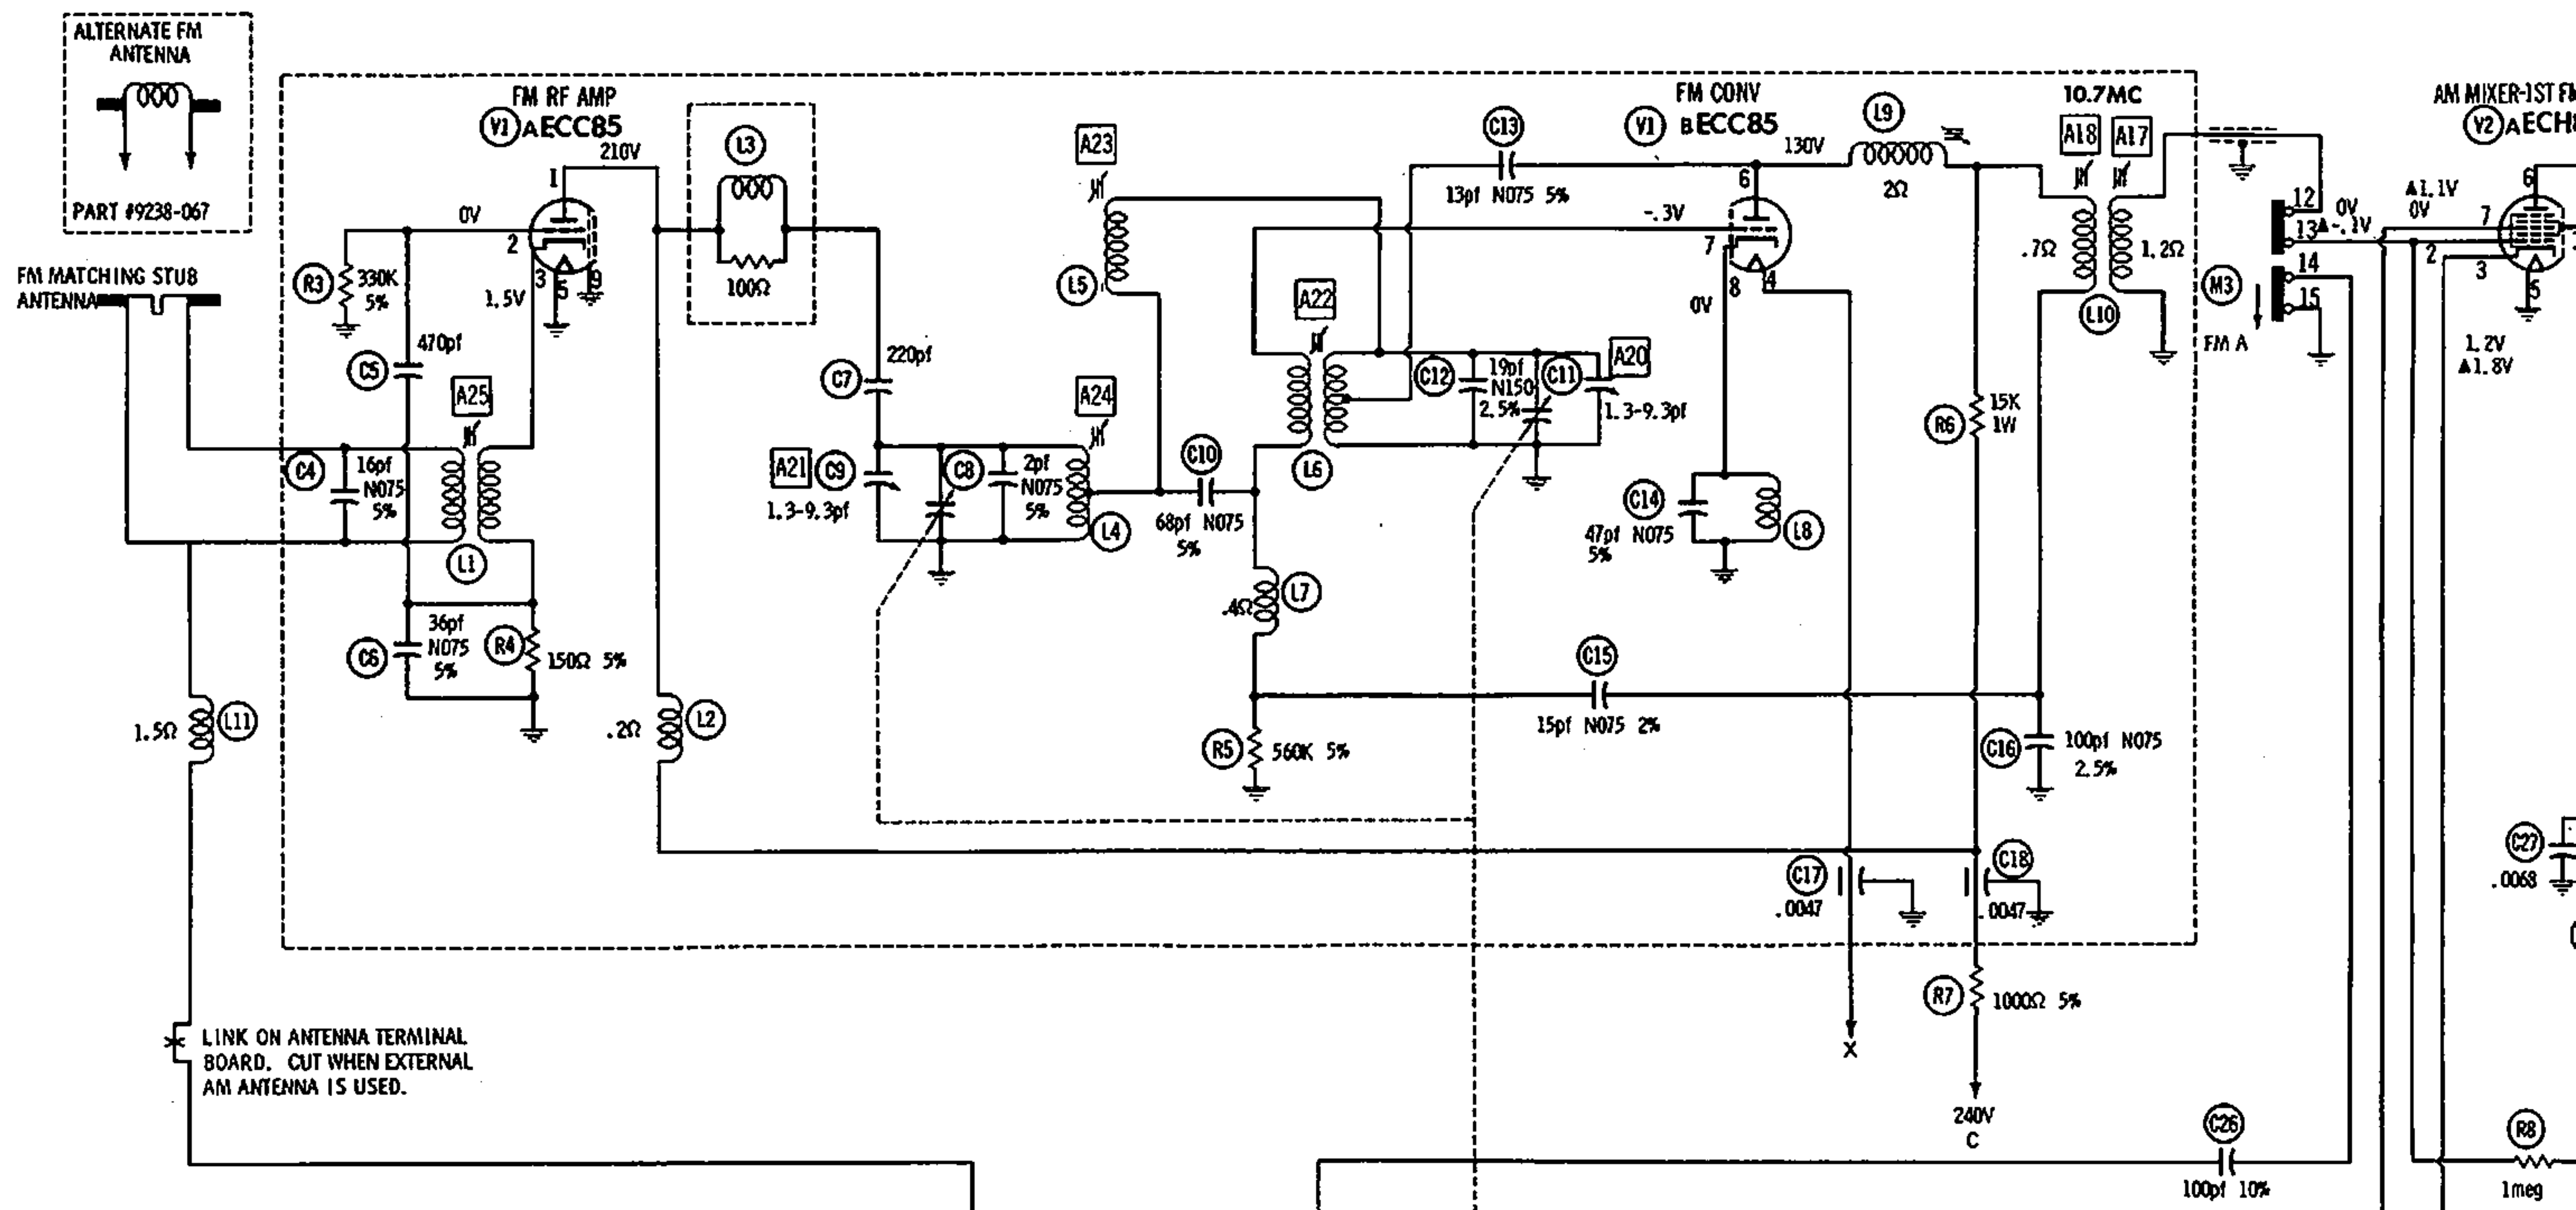 ALTERNATE FM
ANTENNA
PART #9238-067
FM MATCHING STUB
ANTENNA
FM RF AMP
V1 A ECC85
210V
1
0V
2
3
5
9
1.5V
R3
330K
5%
C5
470pf
A25
C4
16pf
N075
5%
L1
C6
36pf
N075
5%
R4
150Ω 5%
L11
1.5Ω
L2
.2Ω
L3
100Ω
C7
220pf
A21
C9
1.3-9.3pf
C8
2pf
N075
5%
A24
L4
A23
L5
C10
68pf N075
5%
A22
L6
L7
.4Ω
R5
560K 5%
C13
13pf N075 5%
C12
19pf
N150
2.5%
C11
A20
1.3-9.3pf
FM CONV
V1 B ECC85
130V
6
-.3V
7
8
4
0V
L9
2Ω
C14
47pf N075
5%
L8
C15
15pf N075 2%
R6
15K
1W
10.7MC
A18
A17
.7Ω
1.2Ω
L10
C16
100pf N075
2.5%
C17
.0047
C18
.0047
R7
1000Ω 5%
X
240V
C
LINK ON ANTENNA TERMINAL
BOARD. CUT WHEN EXTERNAL
AM ANTENNA IS USED.
12
13
14
15
0V
▲-.1V
M3
FM A
AM MIXER-1ST FM
V2 A ECH
▲1.1V
0V
6
7
2
3
5
1.2V
▲1.8V
C27
.0068
C26
100pf 10%
R8
1meg